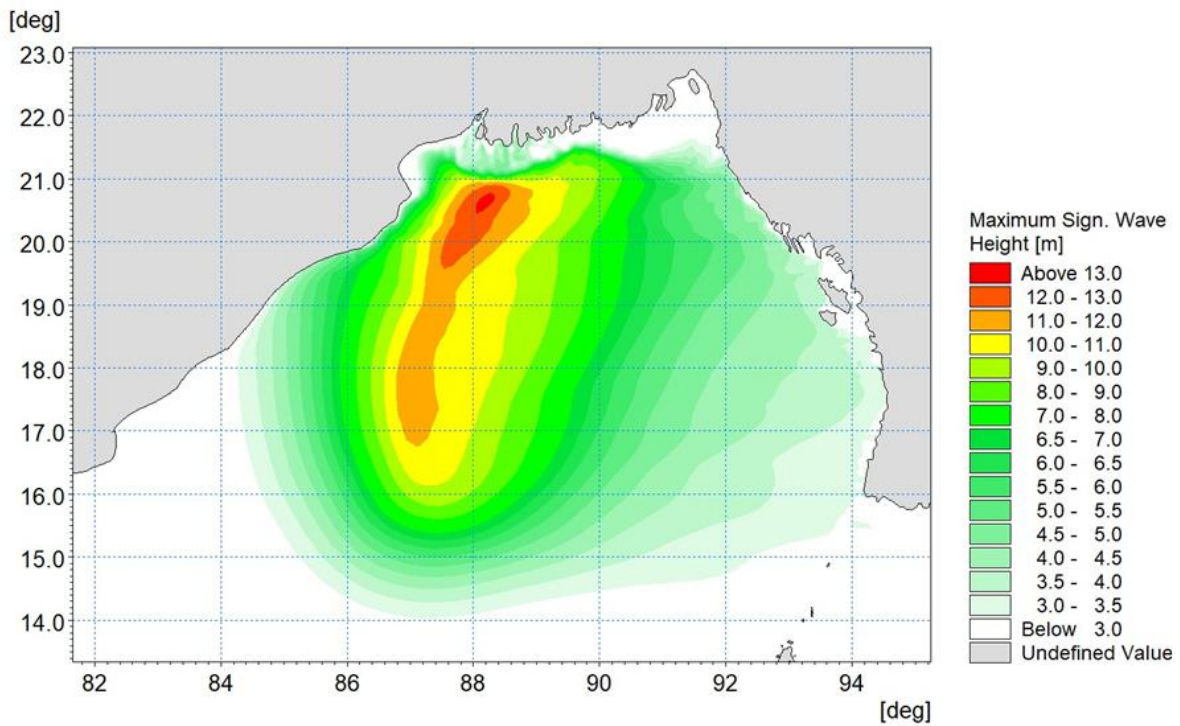 [deg]
23.0
22.0
21.0
20.0
19.0
18.0
17.0
16.0
15.0
14.0
82 84 86 88 90 92 94
[deg]
Maximum Sign. Wave
Height [m]
Above 13.0
12.0 - 13.0
11.0 - 12.0
10.0 - 11.0
9.0 - 10.0
8.0 - 9.0
7.0 - 8.0
6.5 - 7.0
6.0 - 6.5
5.5 - 6.0
5.0 - 5.5
4.5 - 5.0
4.0 - 4.5
3.5 - 4.0
3.0 - 3.5
Below 3.0
Undefined Value